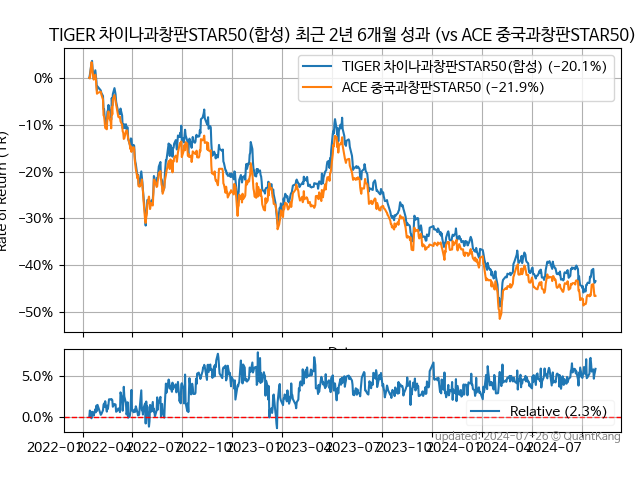 TIGER 차이나과창판STAR50(합성) 최근 2년 6개월 성과 (vs ACE 중국과창판STAR50)
TIGER 차이나과창판STAR50(합성) (−20.1%)
ACE 중국과창판STAR50 (−21.9%)
0%
−10%
−20%
−30%
−40%
−50%
Rate of Return (TR)
5.0%
0.0%
Relative (2.3%)
updated: 2024-07-26 © QuantKang
2022−01 2022−04 2022−07 2022−10 2023−01 2023−04 2023−07 2023−10 2024−01 2024−04 2024−07